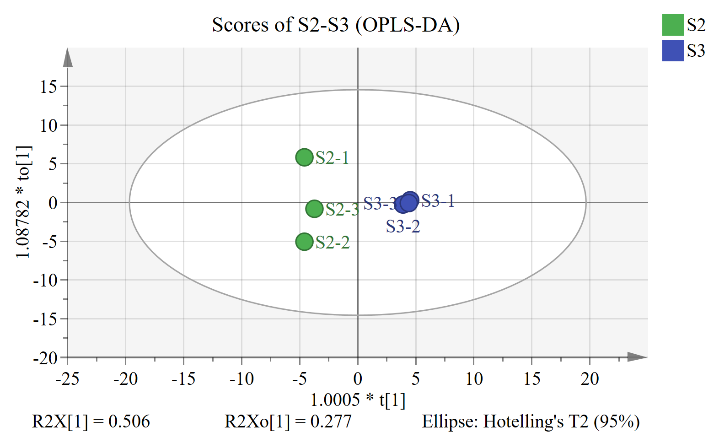 Scores of S2-S3 (OPLS-DA)
S2
S3
1.08782 * to[1]
15
10
5
0
-5
-10
-15
-20
S2-1
S2-3
S2-2
S3-3
S3-1
S3-2
-25 -20 -15 -10 -5 0 5 10 15 20
1.0005 * t[1]
R2X[1] = 0.506 R2Xo[1] = 0.277 Ellipse: Hotelling's T2 (95%)